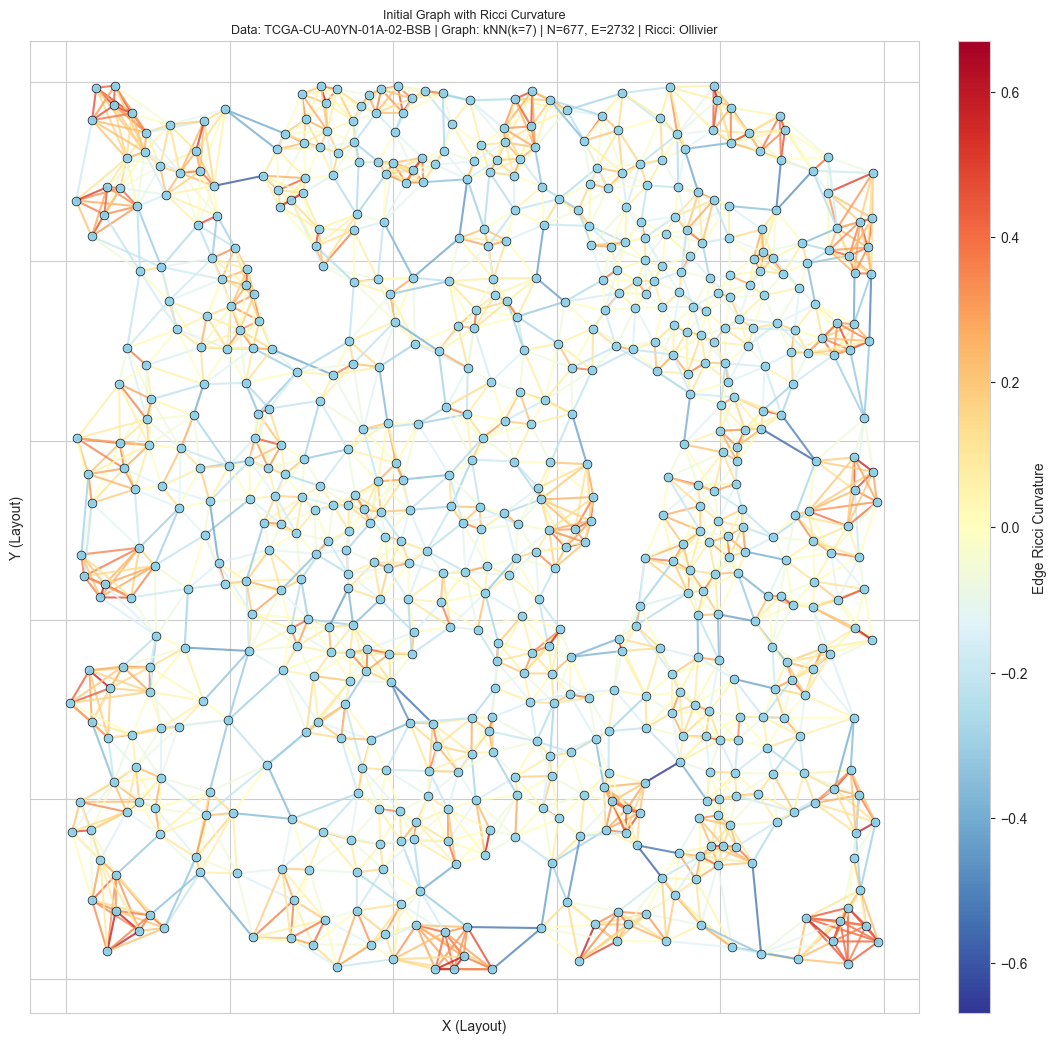 Initial Graph with Ricci Curvature
Data: TCGA-CU-A0YN-01A-02-BSB | Graph: kNN(k=7) | N=677, E=2732 | Ricci: Ollivier
Y (Layout)
X (Layout)
0.6
0.4
0.2
0.0
−0.2
−0.4
−0.6
Edge Ricci Curvature